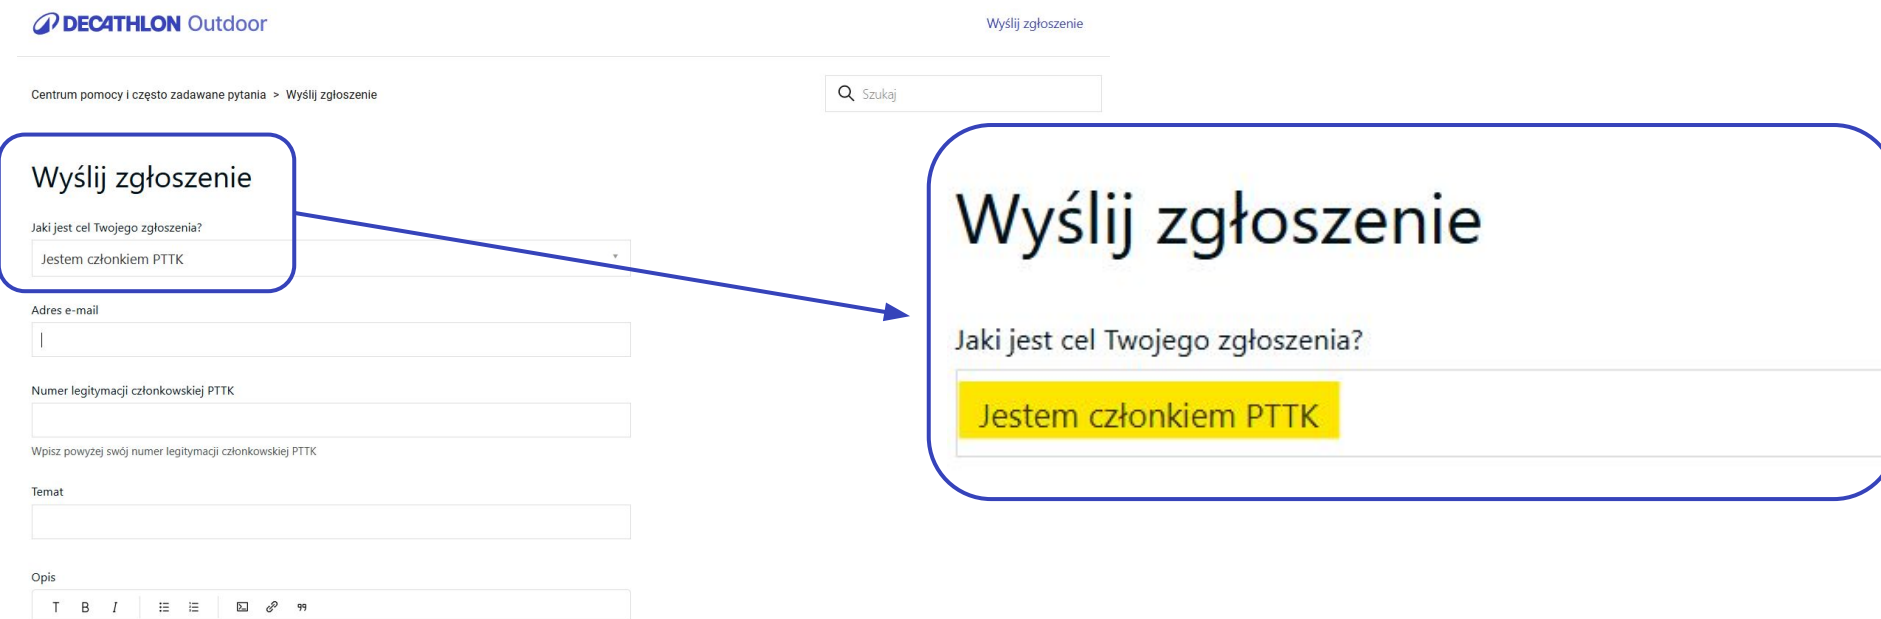 DECATHLON Outdoor
Wyślij zgłoszenie
Centrum pomocy i często zadawane pytania > Wyślij zgłoszenie
Szukaj
Wyślij zgłoszenie
Jaki jest cel Twojego zgłoszenia?
Jestem członkiem PTTK
Adres e-mail
Numer legitymacji członkowskiej PTTK
Wpisz powyżej swój numer legitymacji członkowskiej PTTK
Temat
Opis
T B I
Wyślij zgłoszenie
Jaki jest cel Twojego zgłoszenia?
Jestem członkiem PTTK